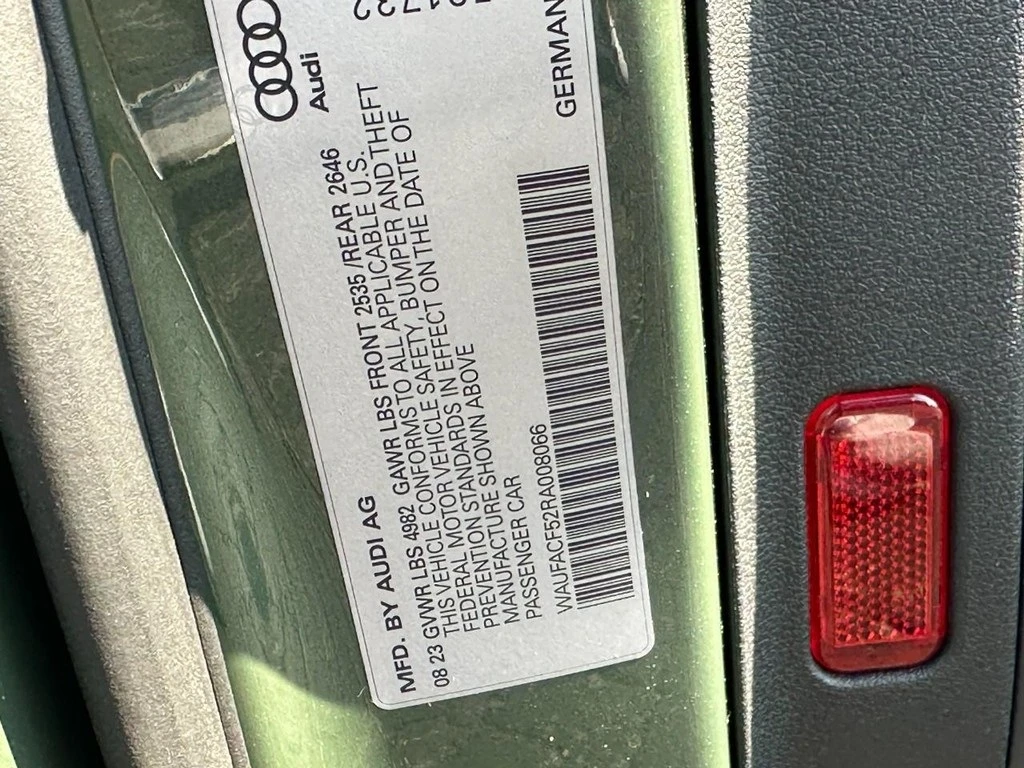 Audi
MFD. BY AUDI AG
08 23 GVWR LBS 4982 GAWR LBS FRONT 2535/REAR 2646
THIS VEHICLE CONFORMS TO ALL APPLICABLE U.S.
FEDERAL MOTOR VEHICLE SAFETY, BUMPER AND THEFT
PREVENTION STANDARDS IN EFFECT ON THE DATE OF
MANUFACTURE SHOWN ABOVE
PASSENGER CAR
WAUFACF52RA008066
GERMAN